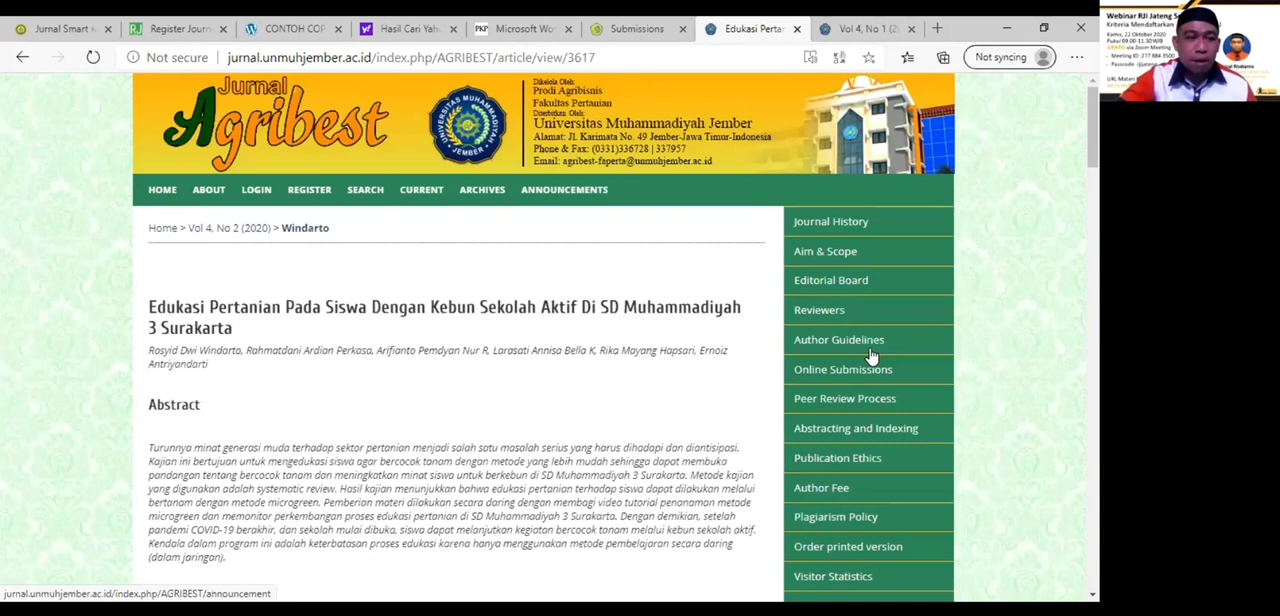 Jurnal Smart
Register Journ
CONTOH COP
Hasil Cari Yah
PKP
Microsoft Wo
Submissions
Edukasi Perta
Vol 4, No 1 (2
Not secure
jurnal.unmuhjember.ac.id/index.php/AGRIBEST/article/view/3617
Not syncing
Jurnal
Agribest
UNIVERSITAS MUHAMMADIYAH
JEMBER
Dikelola Oleh:
Prodi Agribisnis
Fakultas Pertanian
Diterbitkan Oleh:
Universitas Muhammadiyah Jember
Alamat: Jl. Karimata No. 49 Jember-Jawa Timur-Indonesia
Phone & Fax: (0331)336728 | 337957
Email: agribest-faperta@unmuhjember.ac.id
HOME
ABOUT
LOGIN
REGISTER
SEARCH
CURRENT
ARCHIVES
ANNOUNCEMENTS
Home > Vol 4, No 2 (2020) > Windarto
Edukasi Pertanian Pada Siswa Dengan Kebun Sekolah Aktif Di SD Muhammadiyah
3 Surakarta
Rosyid Dwi Windarto, Rahmatdani Ardian Perkasa, Arifianto Pemdyan Nur R, Larasati Annisa Bella K, Rika Mayang Hapsari, Ernoiz
Antriyandarti
Abstract
Turunnya minat generasi muda terhadap sektor pertanian menjadi salah satu masalah serius yang harus dihadapi dan diantisipasi.
Kajian ini bertujuan untuk mengedukasi siswa agar bercocok tanam dengan metode yang lebih mudah sehingga dapat membuka
pandangan tentang bercocok tanam dan meningkatkan minat siswa untuk berkebun di SD Muhammadiyah 3 Surakarta. Metode kajian
yang digunakan adalah systematic review. Hasil kajian menunjukkan bahwa edukasi pertanian terhadap siswa dapat dilakukan melalui
bertanam dengan metode microgreen. Pemberian materi dilakukan secara daring dengan membagi video tutorial penanaman metode
microgreen dan memonitor perkembangan proses edukasi pertanian di SD Muhammadiyah 3 Surakarta. Dengan demikian, setelah
pandemi COVID-19 berakhir, dan sekolah mulai dibuka, siswa dapat melanjutkan kegiatan bercocok tanam melalui kebun sekolah aktif.
Kendala dalam program ini adalah keterbatasan proses edukasi karena hanya menggunakan metode pembelajaran secara daring
(dalam jaringan).
Journal History
Aim & Scope
Editorial Board
Reviewers
Author Guidelines
Online Submissions
Peer Review Process
Abstracting and Indexing
Publication Ethics
Author Fee
Plagiarism Policy
Order printed version
Visitor Statistics
jurnal.unmuhjember.ac.id/index.php/AGRIBEST/announcement
Webinar RJI Jateng
Kriteria Mendaftarkan
Kamis, 22 Oktober 2020
Pukul 09.00-11.30 WIB
via Zoom Meeting
Meeting ID: 277 884 3500
URL Materi